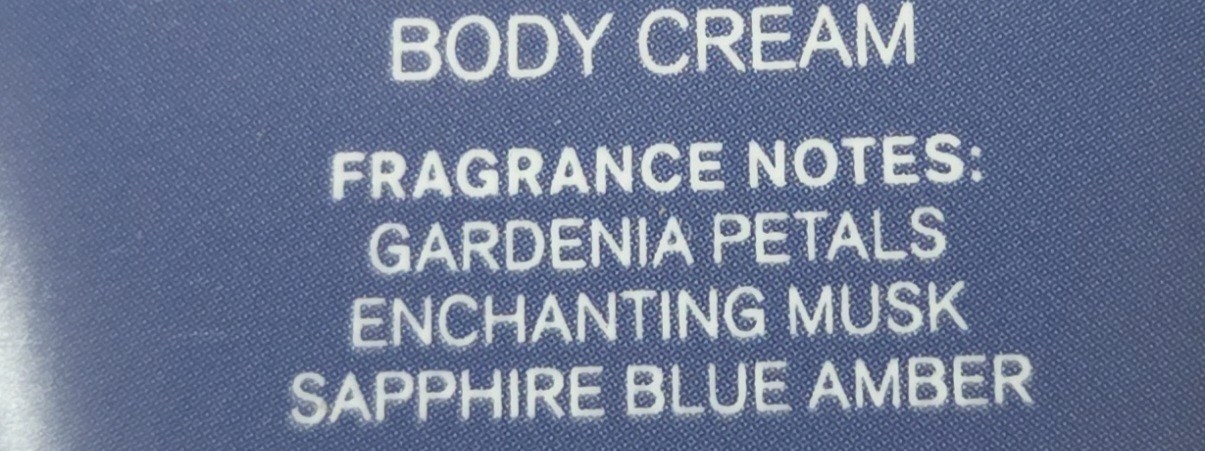 BODY CREAM
FRAGRANCE NOTES:
GARDENIA PETALS
ENCHANTING MUSK
SAPPHIRE BLUE AMBER